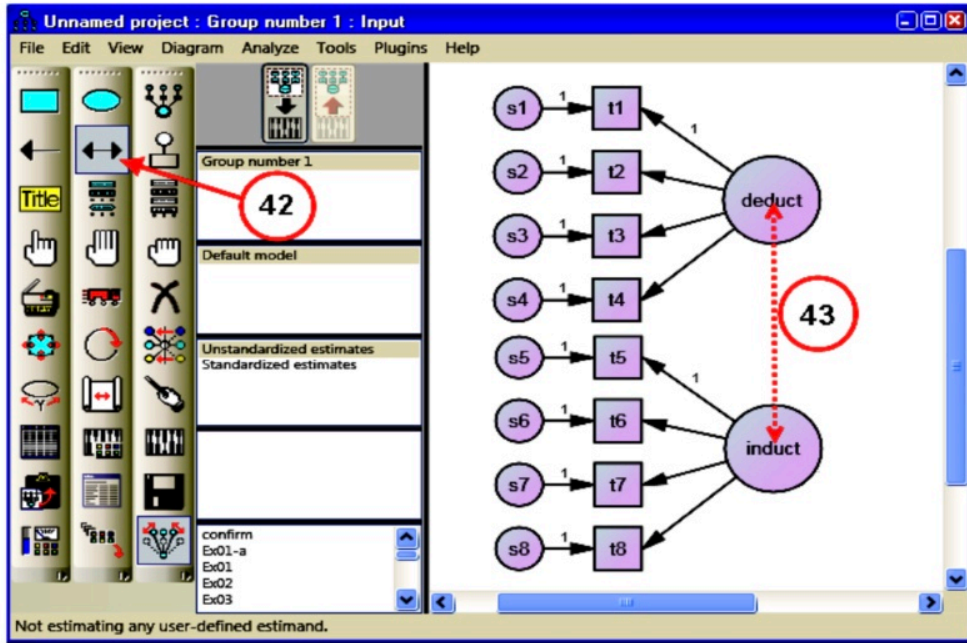 Unnamed project : Group number 1 : Input
File Edit View Diagram Analyze Tools Plugins Help
Title
42
Group number 1
Default model
Unstandardized estimates
Standardized estimates
confirm
Ex01-a
Ex01
Ex02
Ex03
s1 1 t1
1
s2 1 t2
deduct
s3 1 t3
s4 1 t4
43
s5 1 t5
1
s6 1 t6
induct
s7 1 t7
s8 1 t8
Not estimating any user-defined estimand.